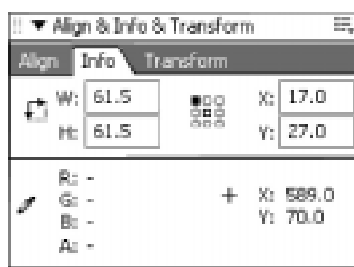 Align & Info & Transform
Align Info Transform
W: 61.5 X: 17.0
H: 61.5 Y: 27.0
R: -
G: - + X: 589.0
B: - Y: 70.0
A: -